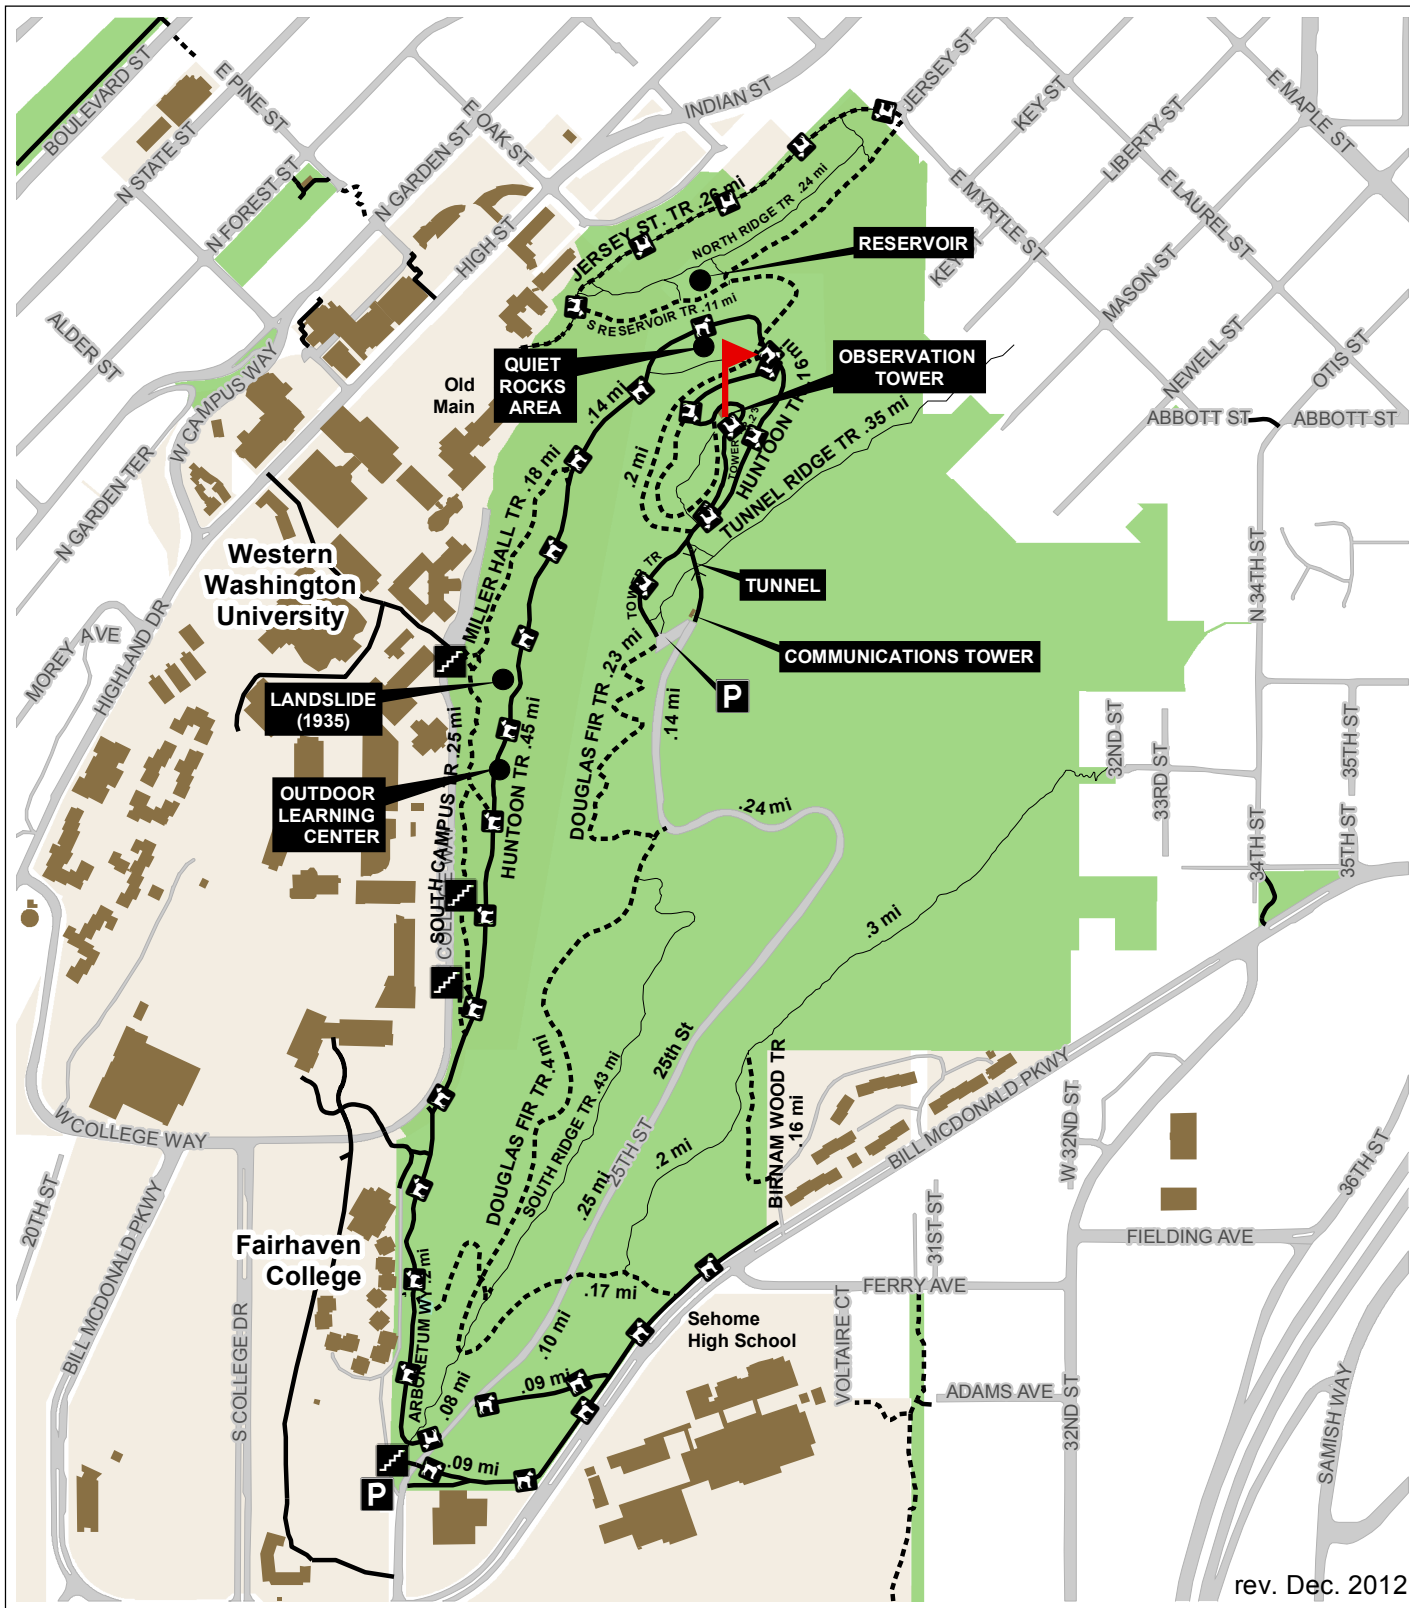 BOULEVARD ST
E PINE ST
N STATE ST
N FOREST ST
N GARDEN ST
E OAK ST
INDIAN ST
HIGH ST
JERSEY ST
KEY ST
LIBERTY ST
E MAPLE ST
E LAUREL ST
E MYRTLE ST
MASON ST
NEWELL ST
OTIS ST
ABBOTT ST
ABBOTT ST
ALDER ST
W CAMPUS WAY
N GARDEN TER
MOREY AVE
HIGHLAND DR
JERSEY ST. TR .26 mi
NORTH RIDGE TR .24 mi
RESERVOIR
S RESERVOIR TR .11 mi
QUIET
ROCKS
AREA
OBSERVATION
TOWER
Old
Main
.14 mi
.2 mi
HUNTOON TR .76 mi
TUNNEL RIDGE TR .35 mi
MILLER HALL TR .18 mi
Western
Washington
University
TOWER TR
TUNNEL
COMMUNICATIONS TOWER
P
LANDSLIDE
(1935)
OUTDOOR
LEARNING
CENTER
SOUTH CAMPUS TR .25 mi
HUNTOON TR .45 mi
DOUGLAS FIR TR .23 mi
.14 mi
.24 mi
.3 mi
N 34TH ST
32ND ST
33RD ST
35TH ST
34TH ST
35TH ST
DOUGLAS FIR TR .4 mi
SOUTH RIDGE TR .43 mi
25th St
25TH ST
.25 mi
.2 mi
BIRNAM WOOD TR
.16 mi
BILL MCDONALD PKWY
W COLLEGE WAY
20TH ST
BILL MCDONALD PKWY
S COLLEGE DR
Fairhaven
College
ARBORETUM WY .2 mi
.17 mi
.10 mi
.09 mi
.08 mi
.09 mi
P
Sehome
High School
W 32ND ST
31ST ST
FERRY AVE
FIELDING AVE
36TH ST
VOLTAIRE CT
ADAMS AVE
32ND ST
SAMISH WAY
rev. Dec. 2012